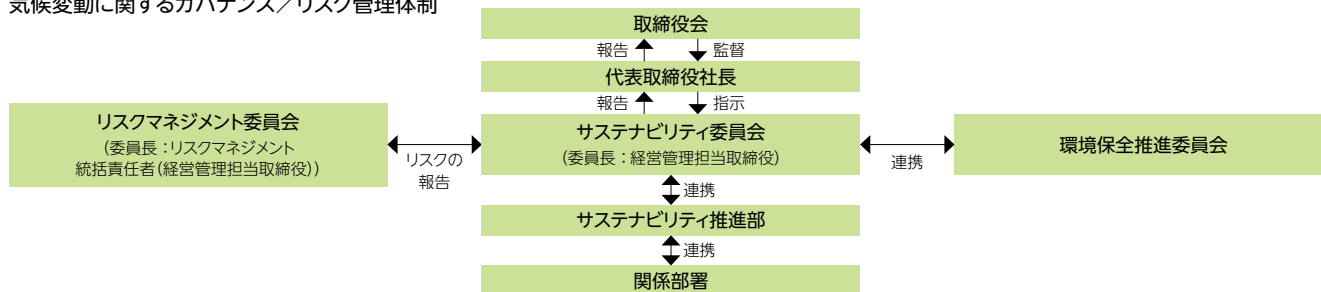 気候変動に関するガバナンス／リスク管理体制
取締役会
報告
監督
代表取締役社長
報告
指示
リスクマネジメント委員会
（委員長：リスクマネジメント
統括責任者（経営管理担当取締役））
リスクの
報告
サステナビリティ委員会
（委員長：経営管理担当取締役）
連携
環境保全推進委員会
連携
サステナビリティ推進部
連携
関係部署